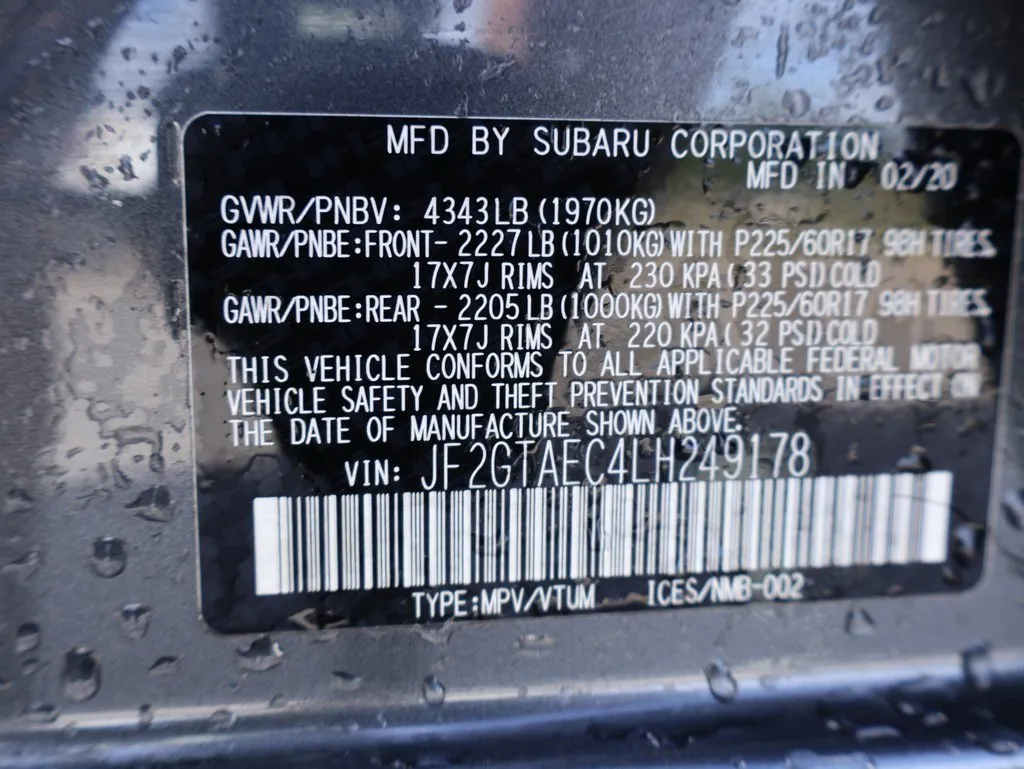 MFD BY SUBARU CORPORATION
MFD IN 02/20
GVWR/PNBV: 4343LB (1970KG)
GAWR/PNBE:FRONT- 2227 LB (1010KG) WITH P225/60R17 98H TIRES.
17X7J RIMS AT 230 KPA ( 33 PSI) COLD
GAWR/PNBE:REAR - 2205 LB (1000KG) WITH P225/60R17 98H TIRES.
17X7J RIMS AT 220 KPA ( 32 PSI) COLD
THIS VEHICLE CONFORMS TO ALL APPLICABLE FEDERAL MOTOR
VEHICLE SAFETY AND THEFT PREVENTION STANDARDS IN EFFECT ON
THE DATE OF MANUFACTURE SHOWN ABOVE.
VIN: JF2GTAEC4LH249178
TYPE:MPV/VTUM ICES/NMB-002